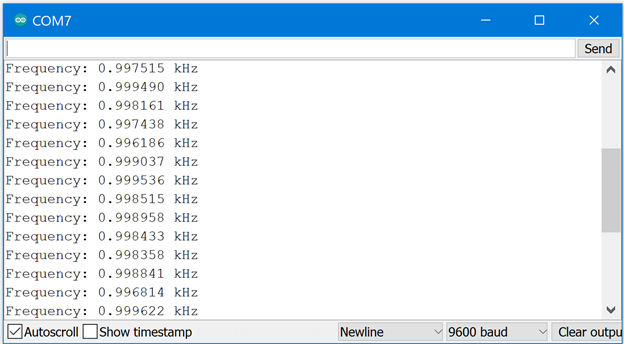 COM7
Send
Frequency: 0.997515 kHz
Frequency: 0.999490 kHz
Frequency: 0.998161 kHz
Frequency: 0.997438 kHz
Frequency: 0.996186 kHz
Frequency: 0.999037 kHz
Frequency: 0.999536 kHz
Frequency: 0.998515 kHz
Frequency: 0.998958 kHz
Frequency: 0.998433 kHz
Frequency: 0.998358 kHz
Frequency: 0.998841 kHz
Frequency: 0.996814 kHz
Frequency: 0.999622 kHz
Autoscroll Show timestamp Newline 9600 baud Clear outpu